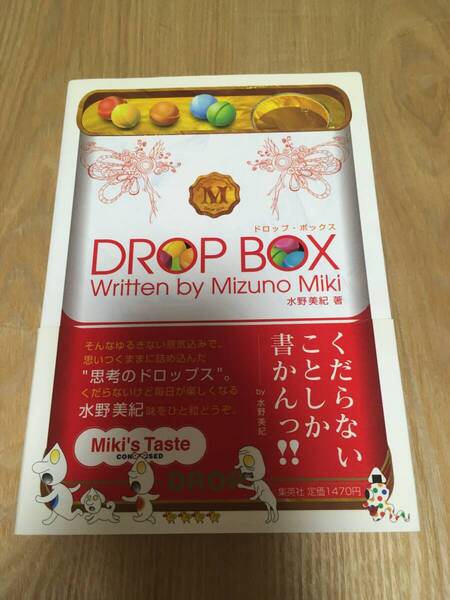 M
ドロップ・ボックス
DROP BOX
Written by Mizuno Miki
水野美紀 著
くだらない
ことしか
書かんっ!!
by 水野美紀
そんなゆるぎない意気込みで、
思いつくままに詰め込んだ
"思考のドロップス"。
くだらないけど毎日が楽しくなる
水野美紀味をひと粒どうぞ。
Miki's Taste
CONFUSED
DROP
集英社 定価1470円